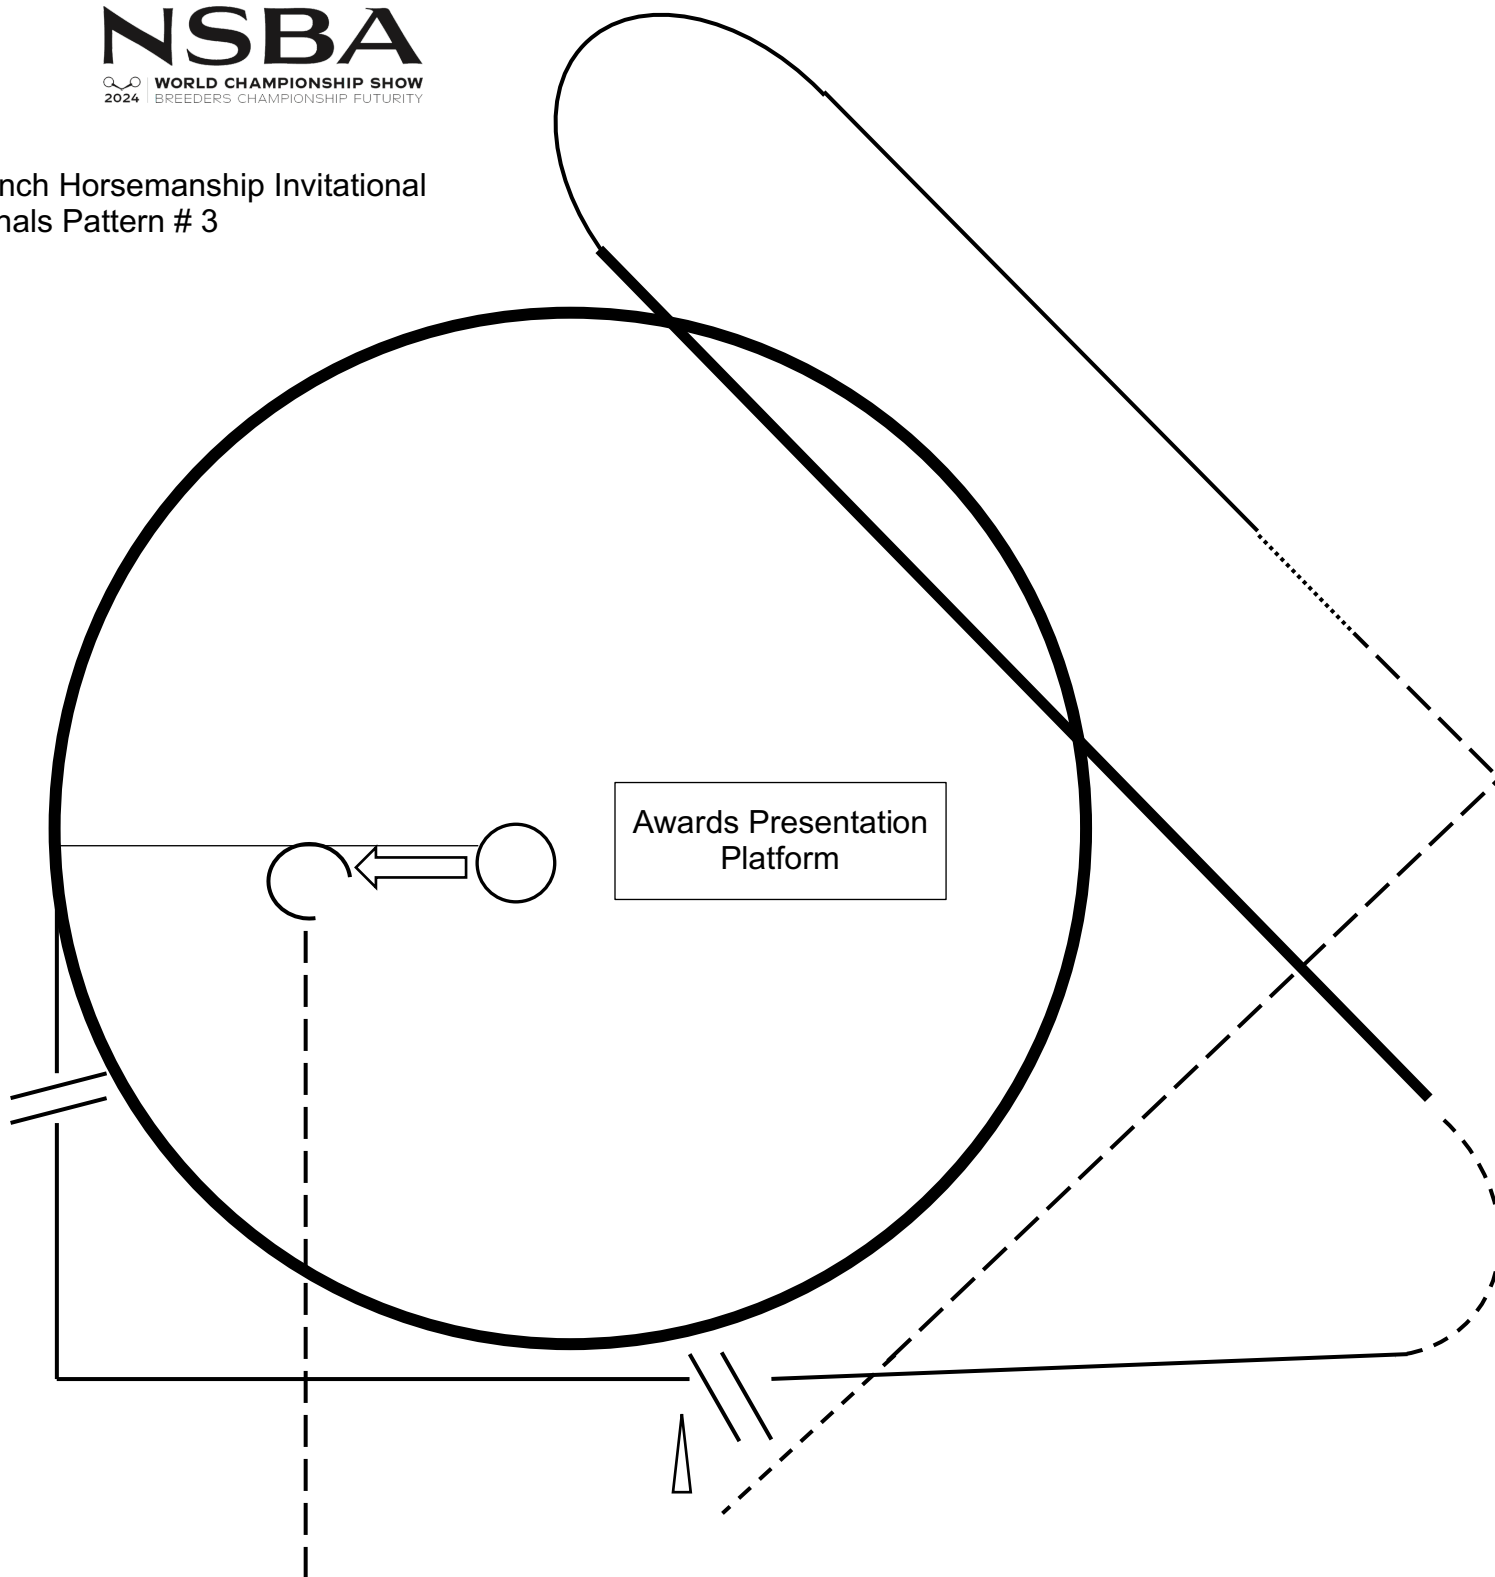 NSBA
WORLD CHAMPIONSHIP SHOW
2024 BREEDERS CHAMPIONSHIP FUTURITY
nch Horsemanship Invitational
nals Pattern # 3
Awards Presentation
Platform